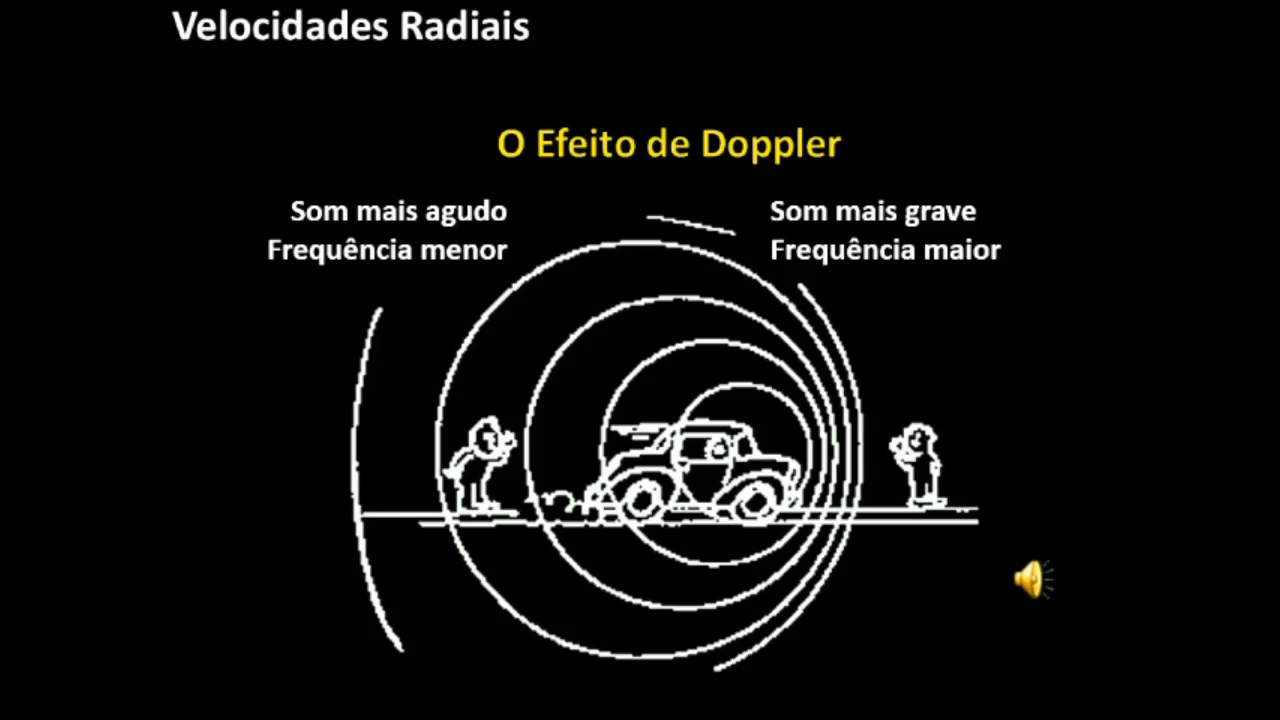 Velocidades Radiais
O Efeito de Doppler
Som mais agudo
Frequência menor
Som mais grave
Frequência maior